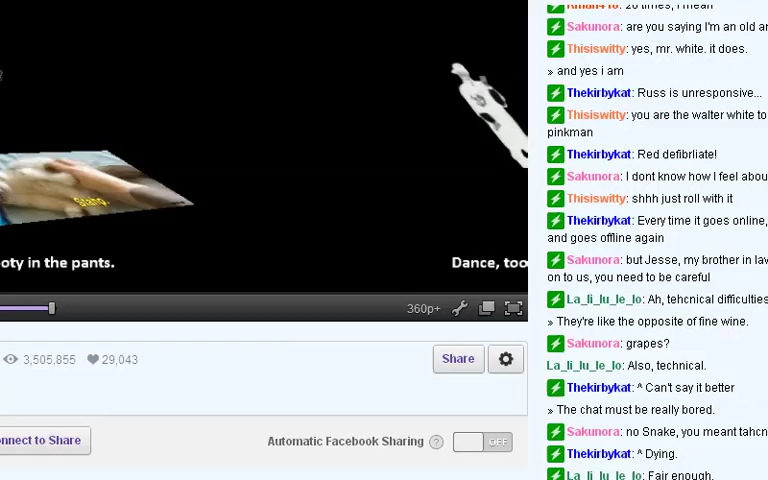 Stamp.
oty in the pants.
Dance, too
360p+
3,505,855 29,043
Share
nnect to Share
Automatic Facebook Sharing ? OFF
20 times, I mean
Sakunora: are you saying I'm an old
Thisiswitty: yes, mr. white. it does.
» and yes i am
Thekirbykat: Russ is unresponsive...
Thisiswitty: you are the walter white to
pinkman
Thekirbykat: Red defibrliate!
Sakunora: I dont know how I feel abou
Thisiswitty: shhh just roll with it
Thekirbykat: Every time it goes online,
and goes offline again
Sakunora: but Jesse, my brother in lav
on to us, you need to be careful
La_li_lu_le_lo: Ah, tehcnical difficulties
» They're like the opposite of fine wine.
Sakunora: grapes?
La_li_lu_le_lo: Also, technical.
Thekirbykat: ^ Can't say it better
» The chat must be really bored.
Sakunora: no Snake, you meant tahcn
Thekirbykat: ^ Dying.
La_li_lu_le_lo: Fair enough.